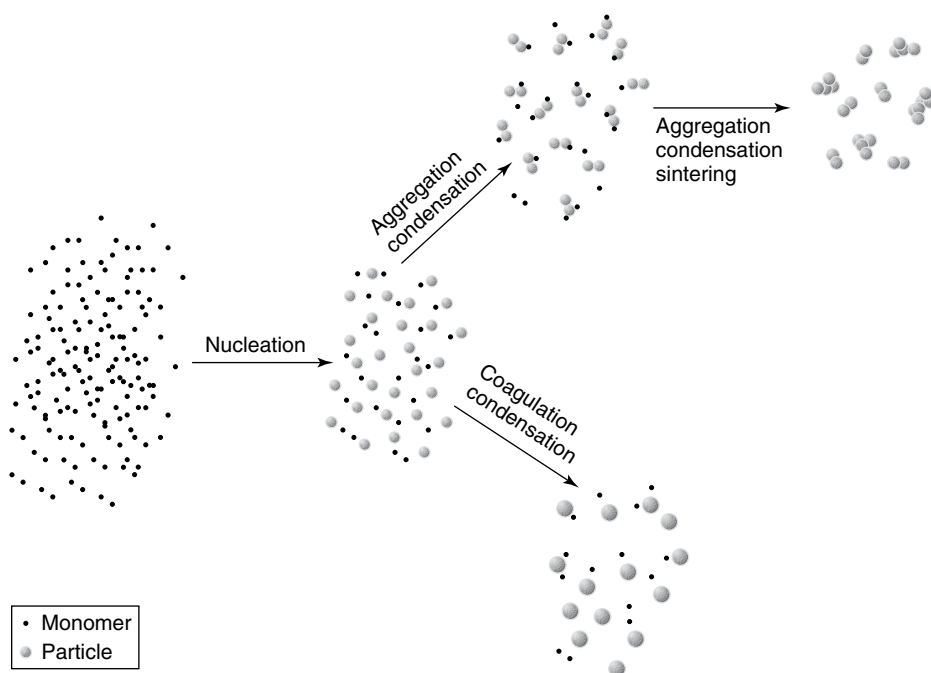 Nucleation
Aggregation
condensation
Aggregation
condensation
sintering
Coagulation
condensation
Monomer
Particle